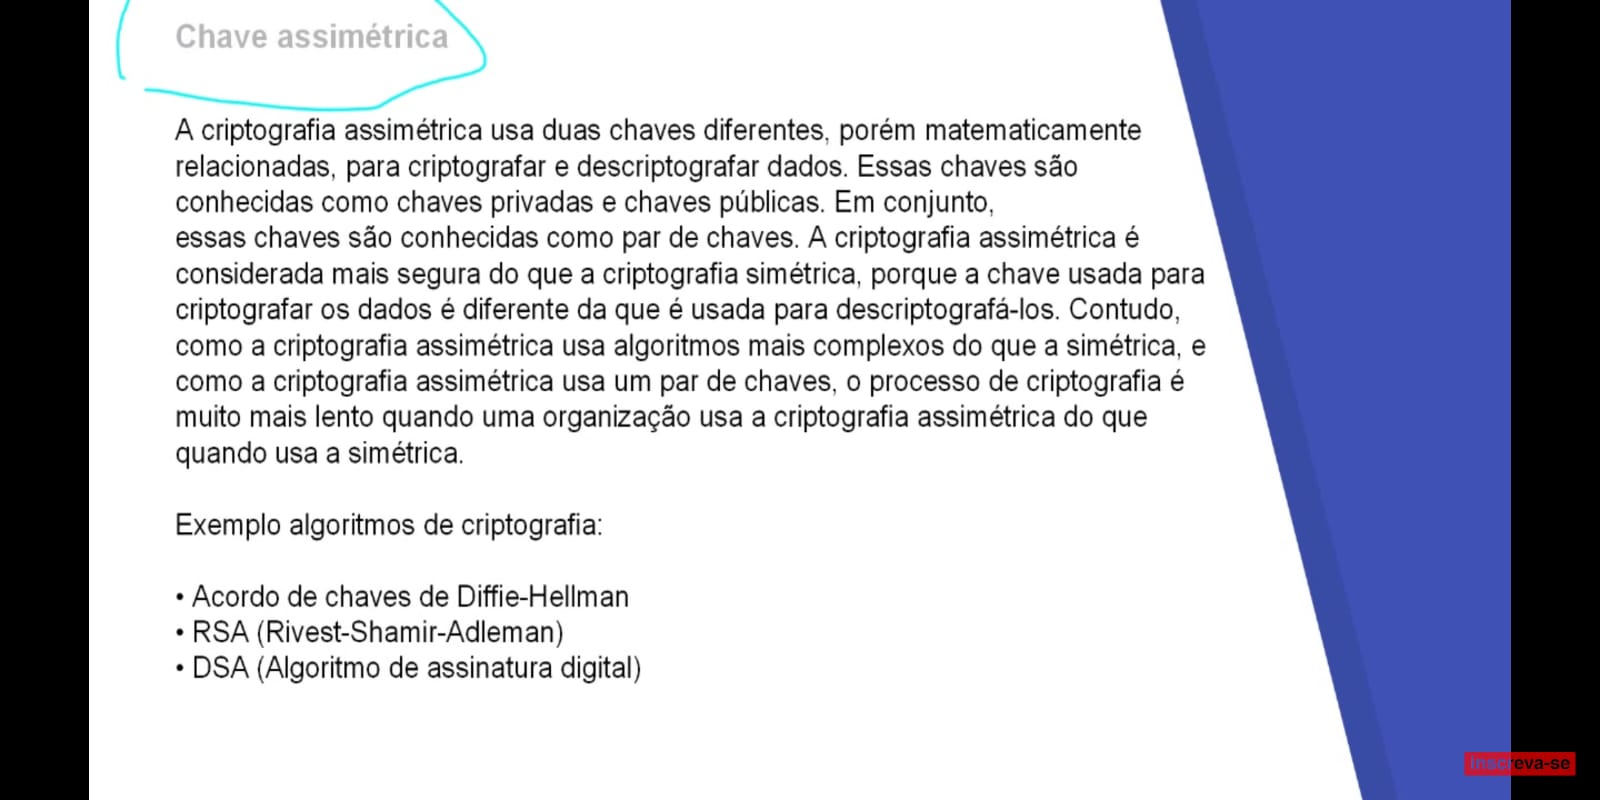 Chave assimétrica
A criptografia assimétrica usa duas chaves diferentes, porém matematicamente
relacionadas, para criptografar e descriptografar dados. Essas chaves são
conhecidas como chaves privadas e chaves públicas. Em conjunto,
essas chaves são conhecidas como par de chaves. A criptografia assimétrica é
considerada mais segura do que a criptografia simétrica, porque a chave usada para
criptografar os dados é diferente da que é usada para descriptografá-los. Contudo,
como a criptografia assimétrica usa algoritmos mais complexos do que a simétrica, e
como a criptografia assimétrica usa um par de chaves, o processo de criptografia é
muito mais lento quando uma organização usa a criptografia assimétrica do que
quando usa a simétrica.
Exemplo algoritmos de criptografia:
• Acordo de chaves de Diffie-Hellman
• RSA (Rivest-Shamir-Adleman)
• DSA (Algoritmo de assinatura digital)
inscreva-se